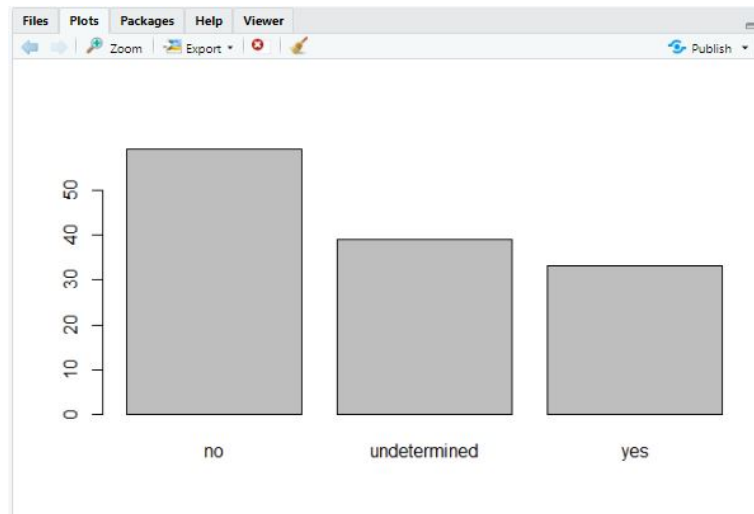 Files Plots Packages Help Viewer
Zoom Export Publish
50
40
30
20
10
0
no undetermined yes